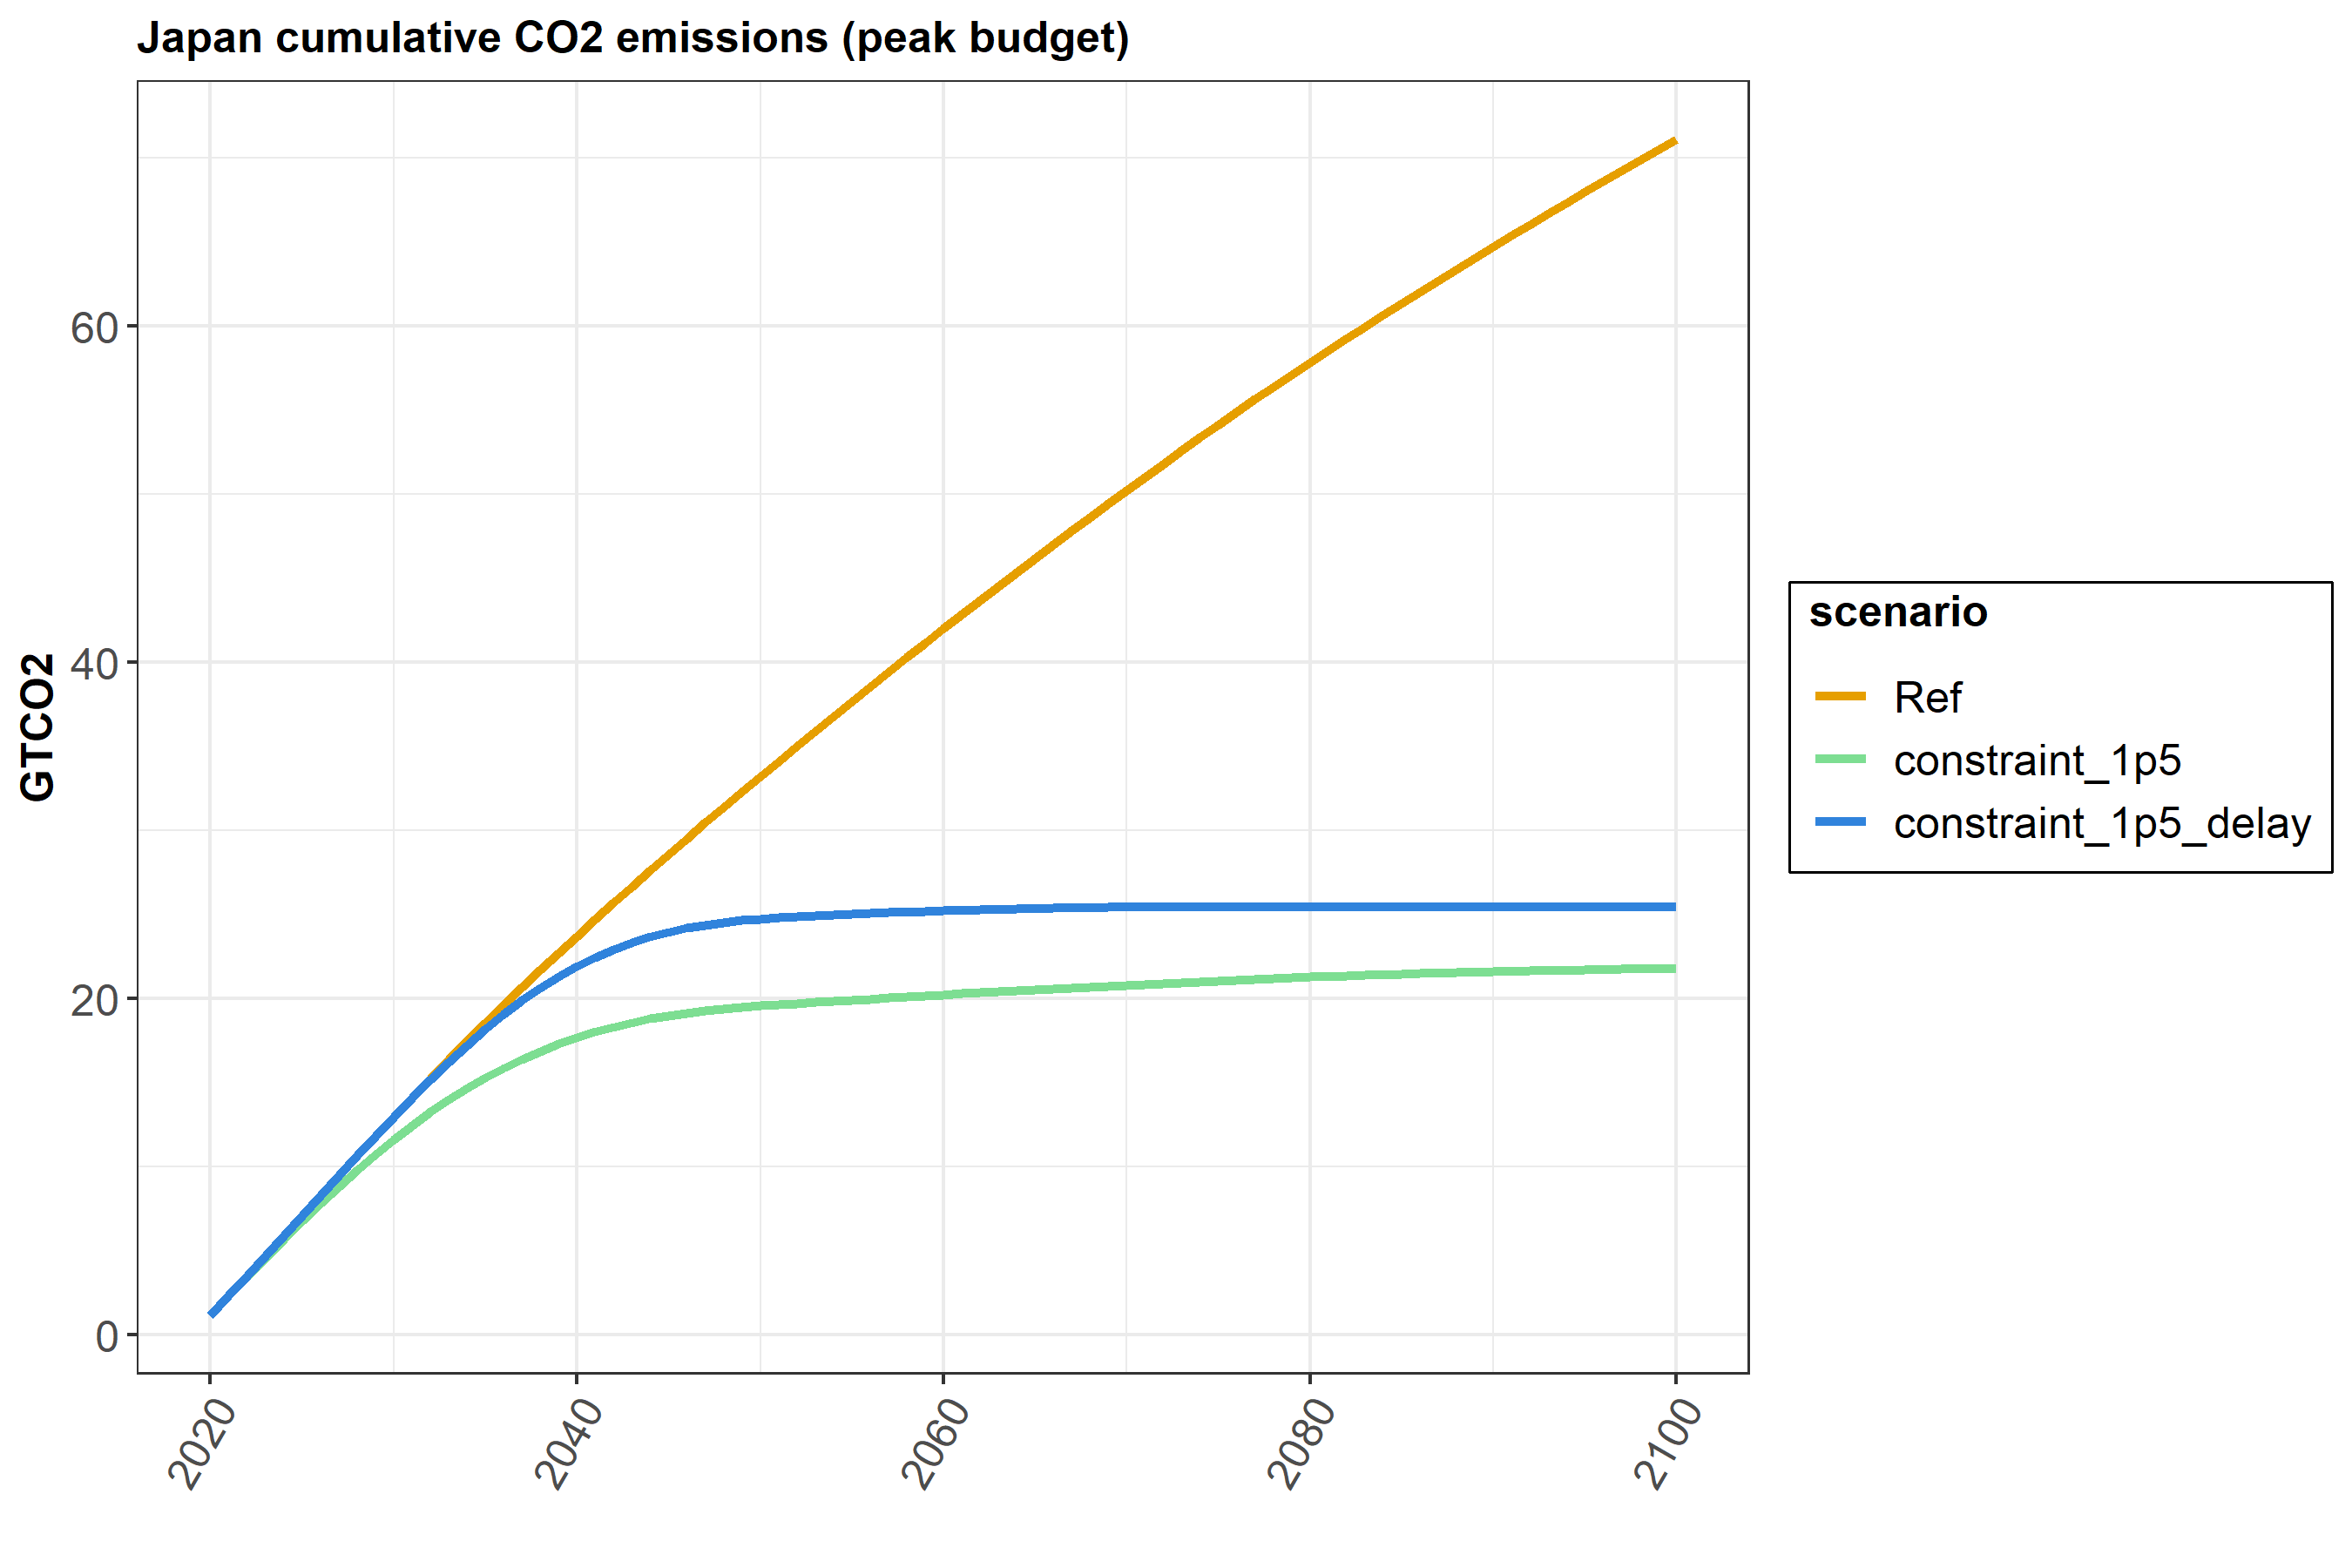 Japan cumulative CO2 emissions (peak budget)
GTCO2
60
40
20
0
2020
2040
2060
2080
2100
scenario
Ref
constraint_1p5
constraint_1p5_delay